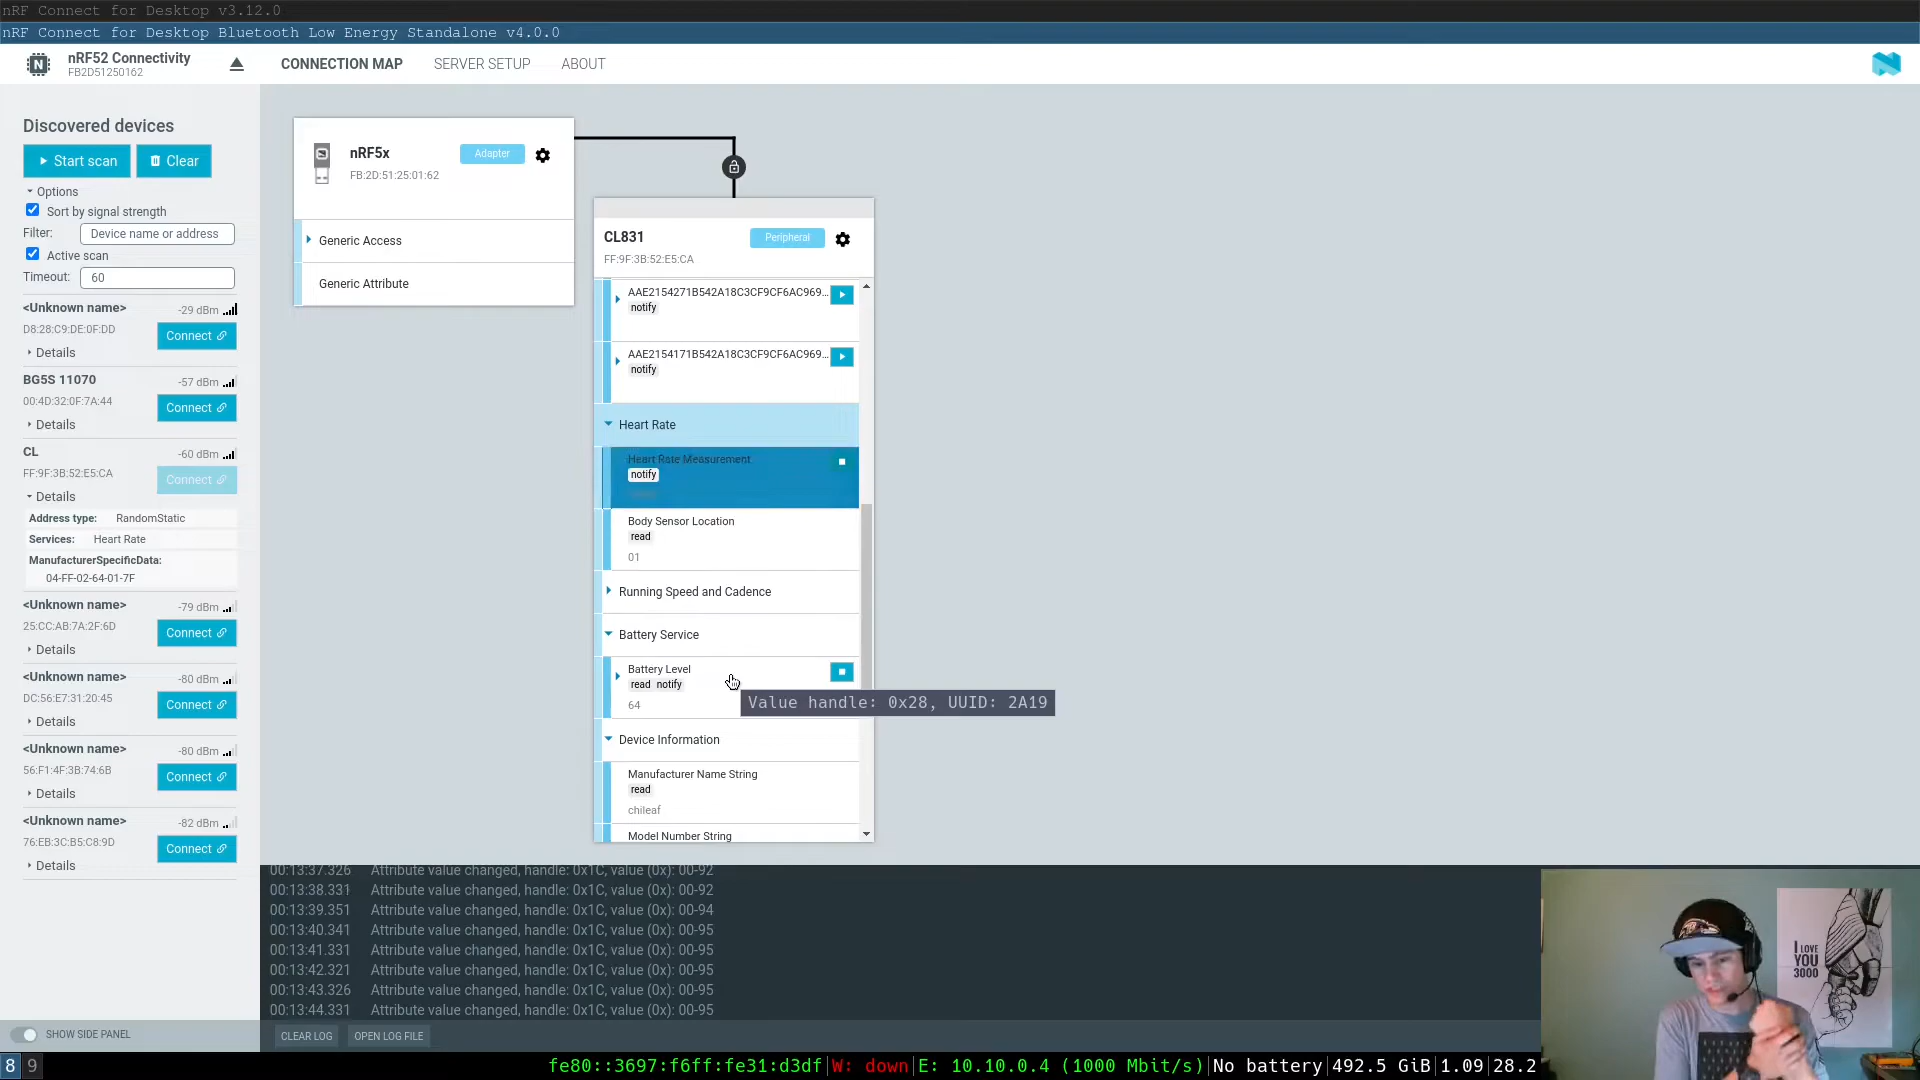 nRF Connect for Desktop v3.12.0
nRF Connect for Desktop Bluetooth Low Energy Standalone v4.0.0
nRF52 Connectivity
FB2D51250162
CONNECTION MAP
SERVER SETUP
ABOUT
Discovered devices
Start scan
Clear
Options
Sort by signal strength
Filter: Device name or address
Active scan
Timeout: 60
<Unknown name> -29 dBm
D8:28:C9:DE:0F:DD Connect
Details
BG5S 11070 -57 dBm
00:4D:32:0F:7A:44 Connect
Details
CL -60 dBm
FF:9F:3B:52:E5:CA Connect
Details
Address type: RandomStatic
Services: Heart Rate
ManufacturerSpecificData:
04-FF-02-64-01-7F
<Unknown name> -79 dBm
25:CC:AB:7A:2F:6D Connect
Details
<Unknown name> -80 dBm
DC:56:E7:31:20:45 Connect
Details
<Unknown name> -80 dBm
56:F1:4F:3B:74:6B Connect
Details
<Unknown name> -82 dBm
76:EB:3C:B5:C8:9D Connect
Details
SHOW SIDE PANEL
nRF5x Adapter
FB:2D:51:25:01:62
Generic Access
Generic Attribute
CL831 Peripheral
FF:9F:3B:52:E5:CA
AAE2154271B542A18C3CF9CF6AC969...
notify
AAE2154171B542A18C3CF9CF6AC969...
notify
Heart Rate
Heart Rate Measurement
notify
Body Sensor Location
read
01
Running Speed and Cadence
Battery Service
Battery Level
read notify
64
Value handle: 0x28, UUID: 2A19
Device Information
Manufacturer Name String
read
chileaf
Model Number String
00:13:37.326 Attribute value changed, handle: 0x1C, value (0x): 00-92
00:13:38.331 Attribute value changed, handle: 0x1C, value (0x): 00-92
00:13:39.351 Attribute value changed, handle: 0x1C, value (0x): 00-94
00:13:40.341 Attribute value changed, handle: 0x1C, value (0x): 00-95
00:13:41.331 Attribute value changed, handle: 0x1C, value (0x): 00-95
00:13:42.321 Attribute value changed, handle: 0x1C, value (0x): 00-95
00:13:43.326 Attribute value changed, handle: 0x1C, value (0x): 00-95
00:13:44.331 Attribute value changed, handle: 0x1C, value (0x): 00-95
CLEAR LOG
OPEN LOG FILE
I LOVE
YOU
3000
8 9
fe80::3697:f6ff:fe31:d3df|W: down|E: 10.10.0.4 (1000 Mbit/s)|No battery|492.5 GiB|1.09|28.2